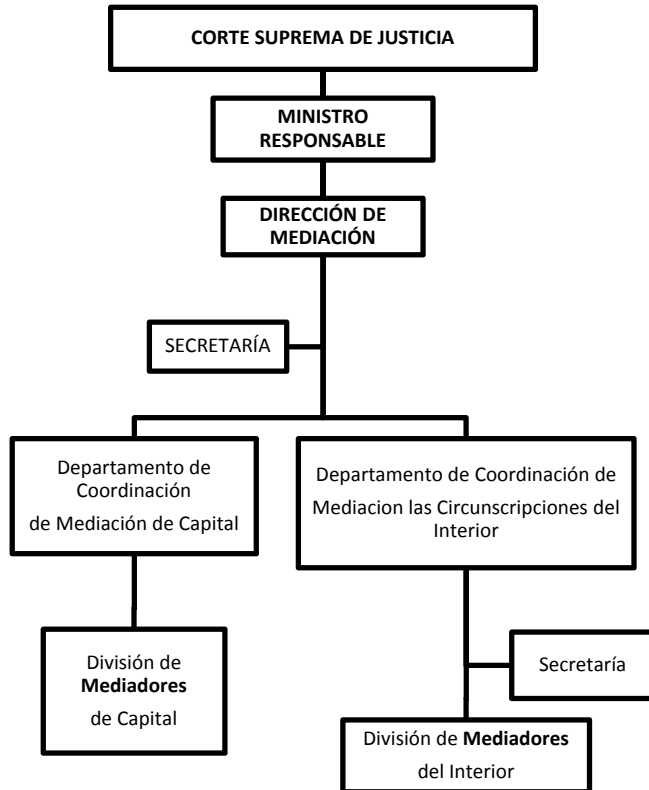 CORTE SUPREMA DE JUSTICIA
MINISTRO
RESPONSABLE
DIRECCIÓN DE
MEDIACIÓN
SECRETARÍA
Departamento de
Coordinación
de Mediación de Capital
Departamento de Coordinación de
Mediacion las Circunscripciones del
Interior
División de
Mediadores
de Capital
Secretaría
División de Mediadores
del Interior